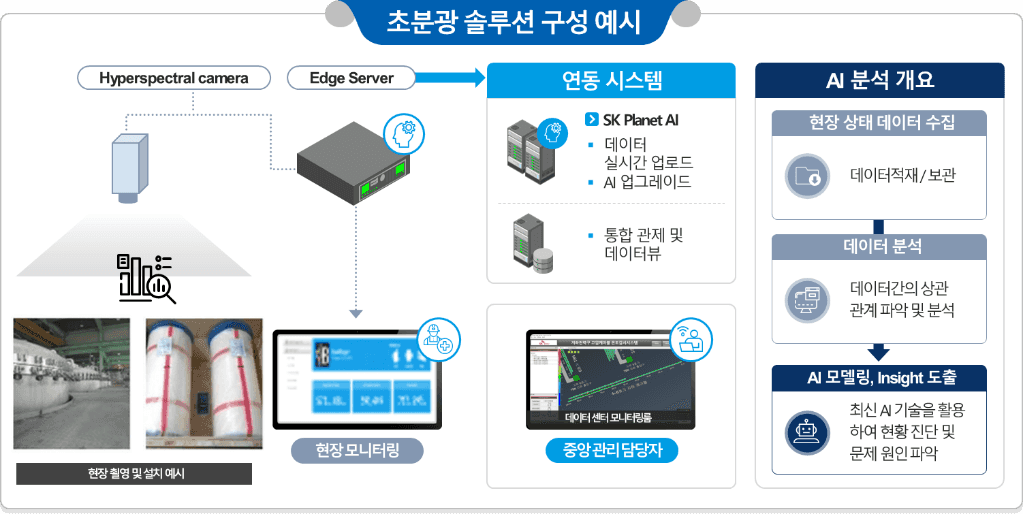 초분광 솔루션 구성 예시
Hyperspectral camera
Edge Server
현장 촬영 및 설치 예시
현장 모니터링
연동 시스템
SK Planet AI
데이터
실시간 업로드
AI 업그레이드
통합 관제 및
데이터뷰
데이터 센터 모니터링룸
중앙 관리 담당자
AI 분석 개요
현장 상태 데이터 수집
데이터적재 / 보관
데이터 분석
데이터간의 상관
관계 파악 및 분석
AI 모델링, Insight 도출
최신 AI 기술을 활용
하여 현황 진단 및
문제 원인 파악